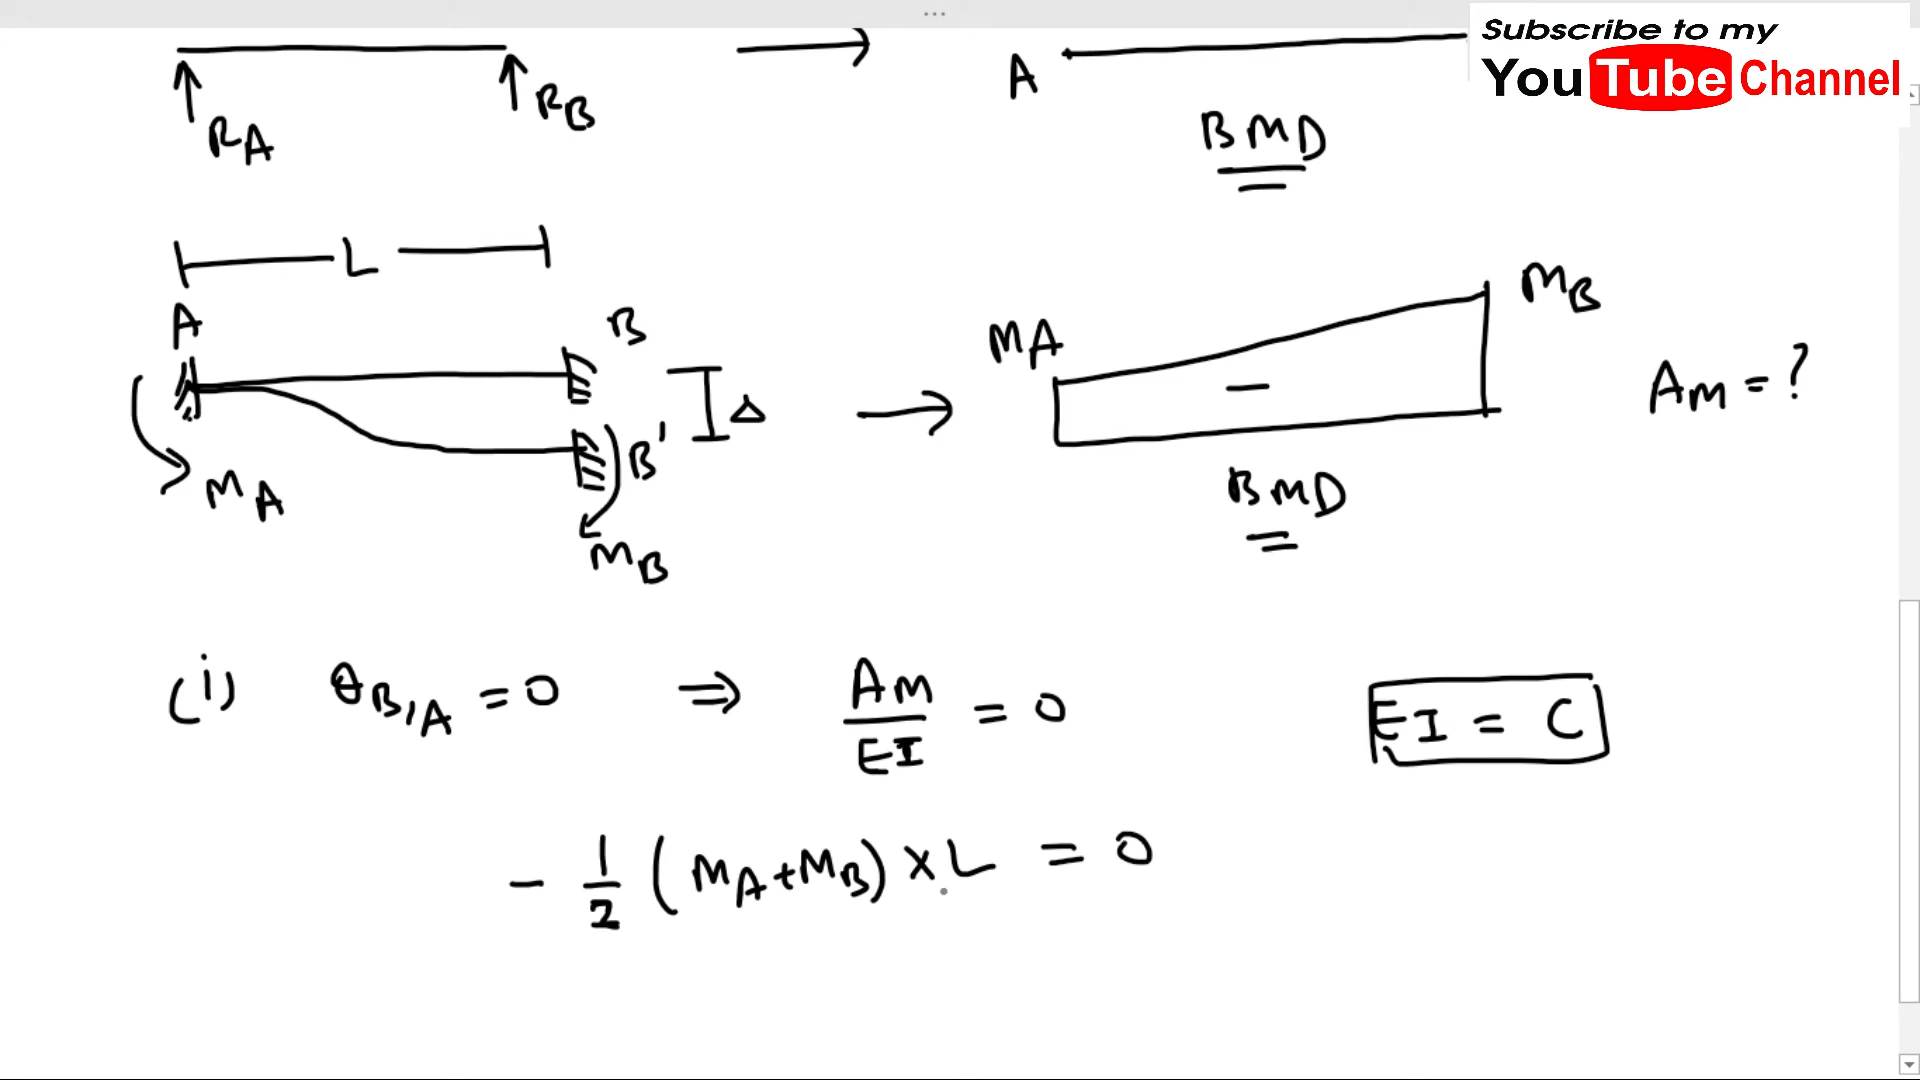 Subscribe to my
YouTube Channel
A
RA RB
BMD
L
A B
MA MB
Δ
B'
AM = ?
MA
MB
BMD
(i) θB/A = 0 ⇒ AM/EI = 0
EI = C
- 1/2 (MA+MB) × L = 0